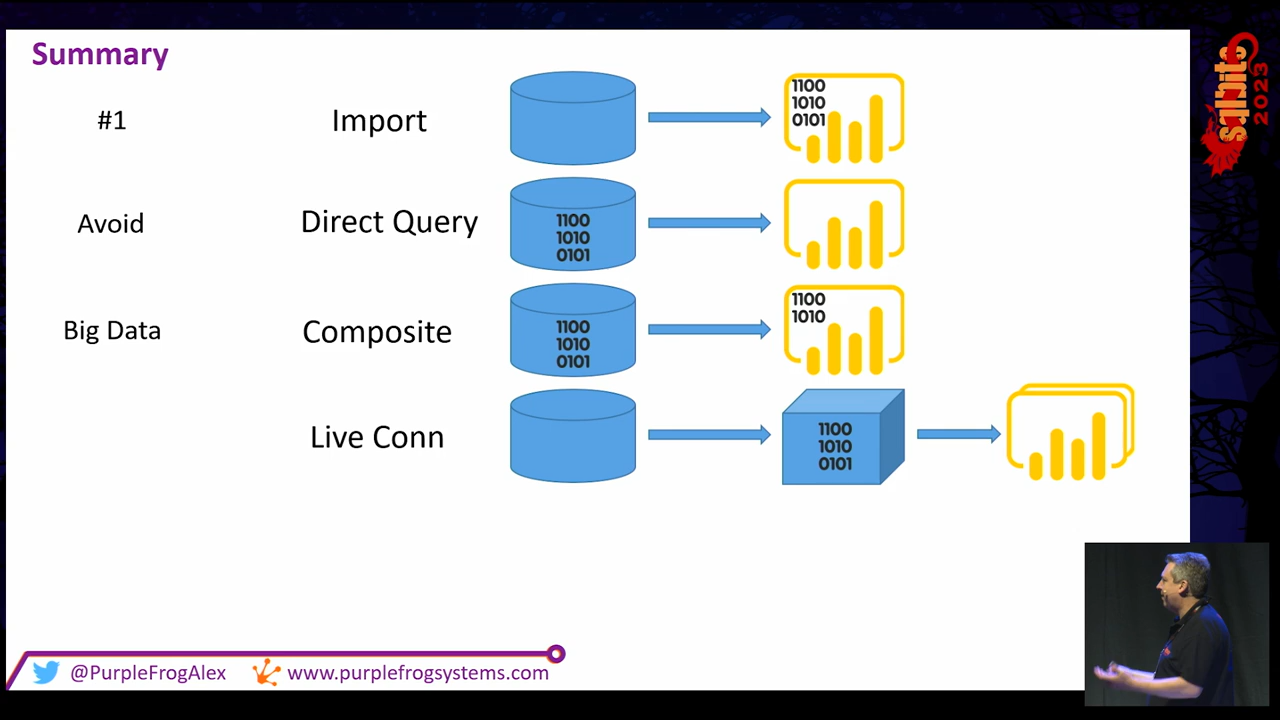 Summary
#1
Import
1100
1010
0101
Avoid
Direct Query
1100
1010
0101
Big Data
Composite
1100
1010
0101
1100
1010
Live Conn
1100
1010
0101
@PurpleFrogAlex
www.purplefrogsystems.com
sqlbits
2023